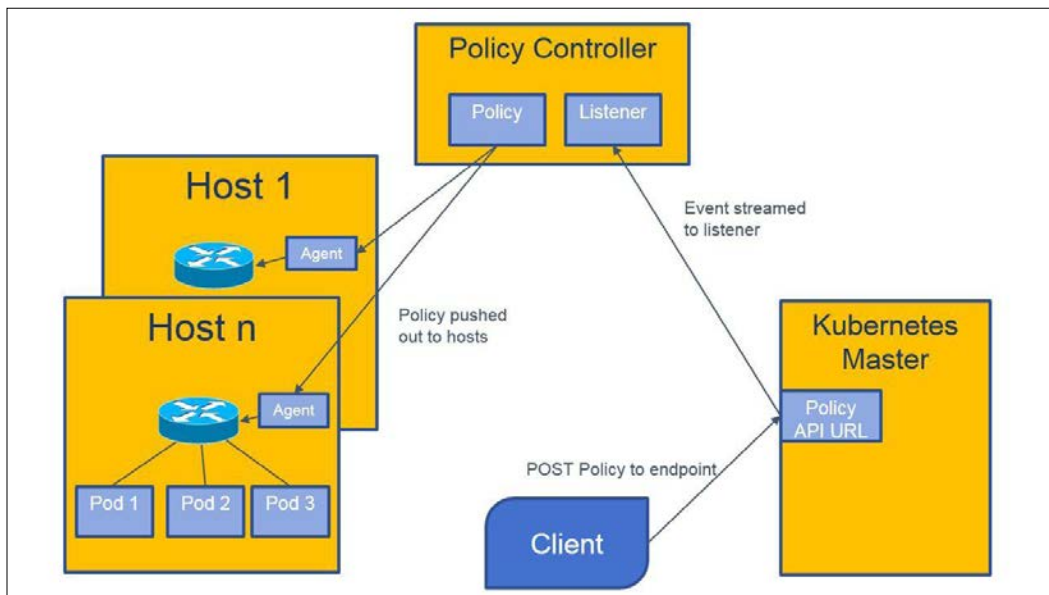 Policy Controller
Policy
Listener
Host 1
Agent
Event streamed
to listener
Host n
Policy pushed
out to hosts
Kubernetes
Master
Agent
Policy
API URL
POST Policy to endpoint
Pod 1
Pod 2
Pod 3
Client